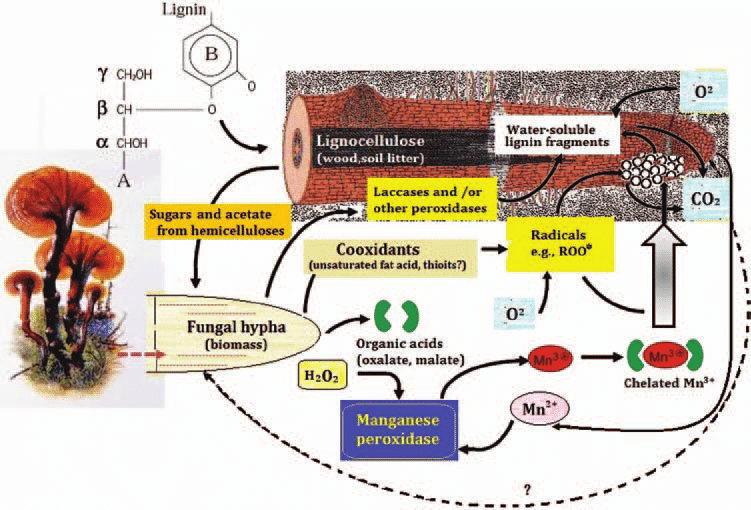 Lignin
B
γ CH₂OH
O
β CH O
α CHOH
A
O²
Lignocellulose
(wood,soil litter)
Water-soluble
lignin fragments
CO₂
Laccases and /or
other peroxidases
Sugars and acetate
from hemicelluloses
Radicals
e.g., ROO*
Cooxidants
(unsaturated fat acid, thioits?)
O²
Fungal hypha
(biomass)
Organic acids
(oxalate, malate)
H₂O₂
Mn³⊕
Mn³⊕
Chelated Mn³⁺
Manganese
peroxidase
Mn²⁺
?